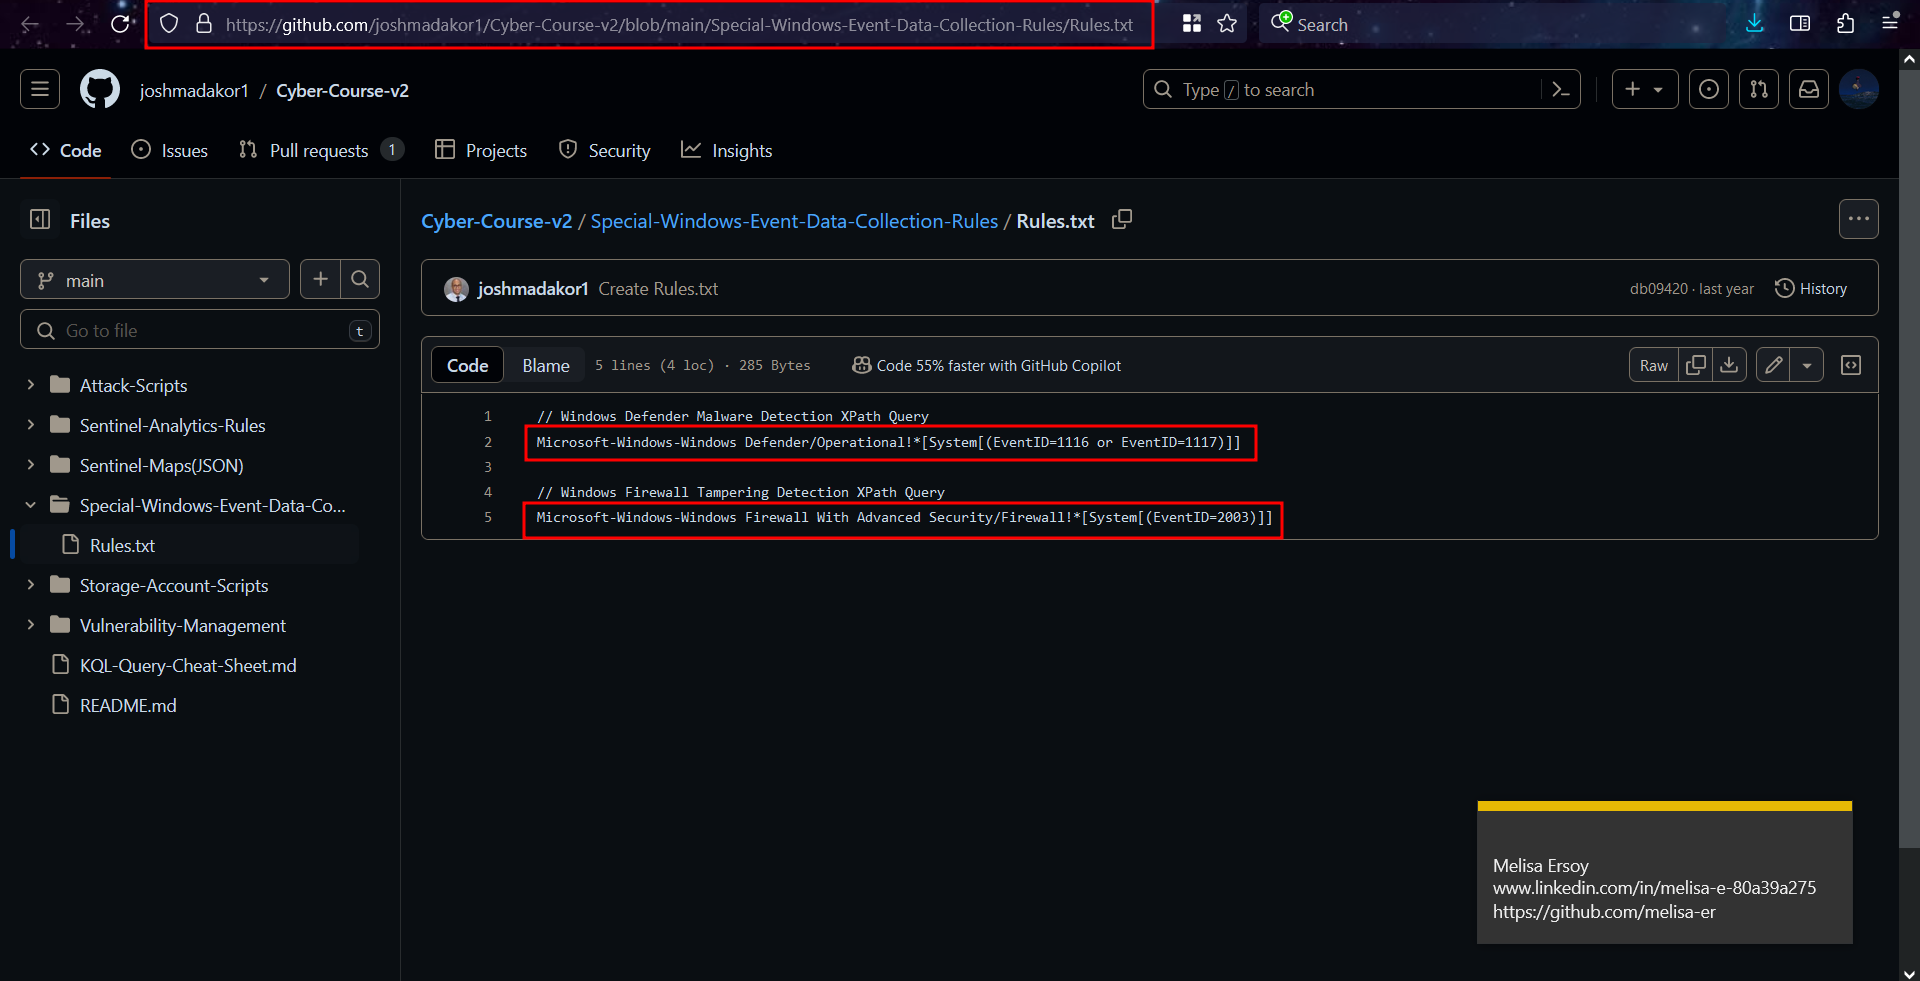 https://github.com/joshmadakor1/Cyber-Course-v2/blob/main/Special-Windows-Event-Data-Collection-Rules/Rules.txt
Search
joshmadakor1 / Cyber-Course-v2
Type / to search
Code
Issues
Pull requests 1
Projects
Security
Insights
Files
Cyber-Course-v2 / Special-Windows-Event-Data-Collection-Rules / Rules.txt
main
Go to file
t
joshmadakor1 Create Rules.txt
db09420 · last year
History
Code
Blame
5 lines (4 loc) · 285 Bytes
Code 55% faster with GitHub Copilot
Raw
Attack-Scripts
Sentinel-Analytics-Rules
Sentinel-Maps(JSON)
Special-Windows-Event-Data-Co...
Rules.txt
Storage-Account-Scripts
Vulnerability-Management
KQL-Query-Cheat-Sheet.md
README.md
1 // Windows Defender Malware Detection XPath Query
2 Microsoft-Windows-Windows Defender/Operational!*[System[(EventID=1116 or EventID=1117)]]
3
4 // Windows Firewall Tampering Detection XPath Query
5 Microsoft-Windows-Windows Firewall With Advanced Security/Firewall!*[System[(EventID=2003)]]
Melisa Ersoy
www.linkedin.com/in/melisa-e-80a39a275
https://github.com/melisa-er